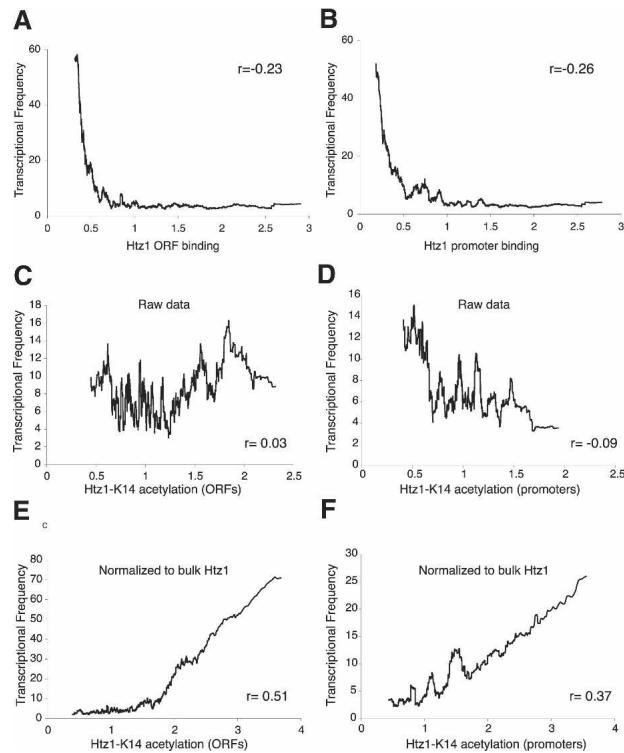 A
Transcriptional Frequency
60
40
20
0
r=-0.23
0 0.5 1 1.5 2 2.5 3
Htz1 ORF binding
B
Transcriptional Frequency
60
40
20
0
r=-0.26
0 0.5 1 1.5 2 2.5 3
Htz1 promoter binding
C
Transcriptional Frequency
18
16
14
12
10
8
6
4
2
0
Raw data
r= 0.03
0.0 0.5 1.0 1.5 2.0 2.5
Htz1-K14 acetylation (ORFs)
D
Transcriptional Frequency
16
14
12
10
8
6
4
2
0
Raw data
r= -0.09
0 0.5 1.0 1.5 2.0 2.5
Htz1-K14 acetylation (promoters)
E
c
Transcriptional Frequency
80
70
60
50
40
30
20
10
0
Normalized to bulk Htz1
r= 0.51
0 1 2 3 4
Htz1-K14 acetylation (ORFs)
F
Transcriptional Frequency
30
25
20
15
10
5
0
Normalized to bulk Htz1
r= 0.37
0 1 2 3 4
Htz1-K14 acetylation (promoters)